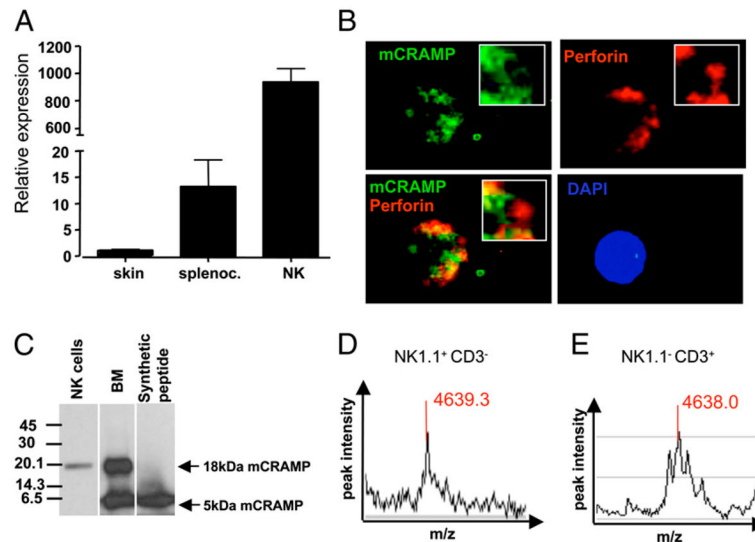 A
Relative expression
1200
1000
800
600
20
15
10
5
0
skin
splenoc.
NK
B
mCRAMP
Perforin
mCRAMP
Perforin
DAPI
C
NK cells
BM
Synthetic
peptide
45
30
20.1
14.3
6.5
18kDa mCRAMP
5kDa mCRAMP
D
NK1.1+ CD3-
4639.3
peak intensity
m/z
E
NK1.1- CD3+
4638.0
peak intensity
m/z